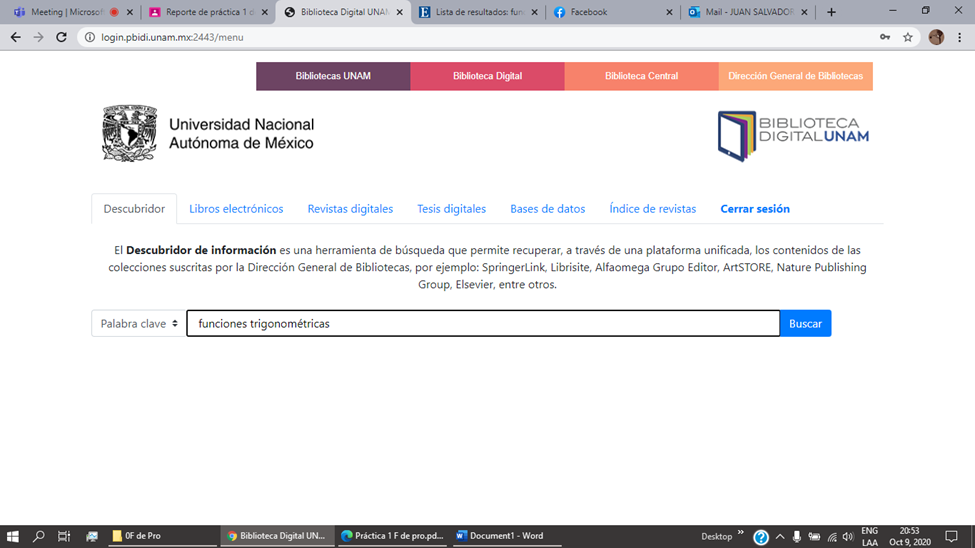 Meeting | Microsof
Reporte de práctica 1 d
Biblioteca Digital UNAM
Lista de resultados: fun
Facebook
Mail - JUAN SALVADOR
login.pbidi.unam.mx:2443/menu
Bibliotecas UNAM
Biblioteca Digital
Biblioteca Central
Dirección General de Bibliotecas
Universidad Nacional
Autónoma de México
BIBLIOTECA
DIGITALUNAM
Descubridor
Libros electrónicos
Revistas digitales
Tesis digitales
Bases de datos
Índice de revistas
Cerrar sesión
El Descubridor de información es una herramienta de búsqueda que permite recuperar, a través de una plataforma unificada, los contenidos de las
colecciones suscritas por la Dirección General de Bibliotecas, por ejemplo: SpringerLink, Librisite, Alfaomega Grupo Editor, ArtSTORE, Nature Publishing
Group, Elsevier, entre otros.
Palabra clave
funciones trigonométricas
Buscar
0F de Pro
Biblioteca Digital UN...
Práctica 1 F de pro.pd...
Document1 - Word
Desktop
ENG
LAA
20:53
Oct 9, 2020